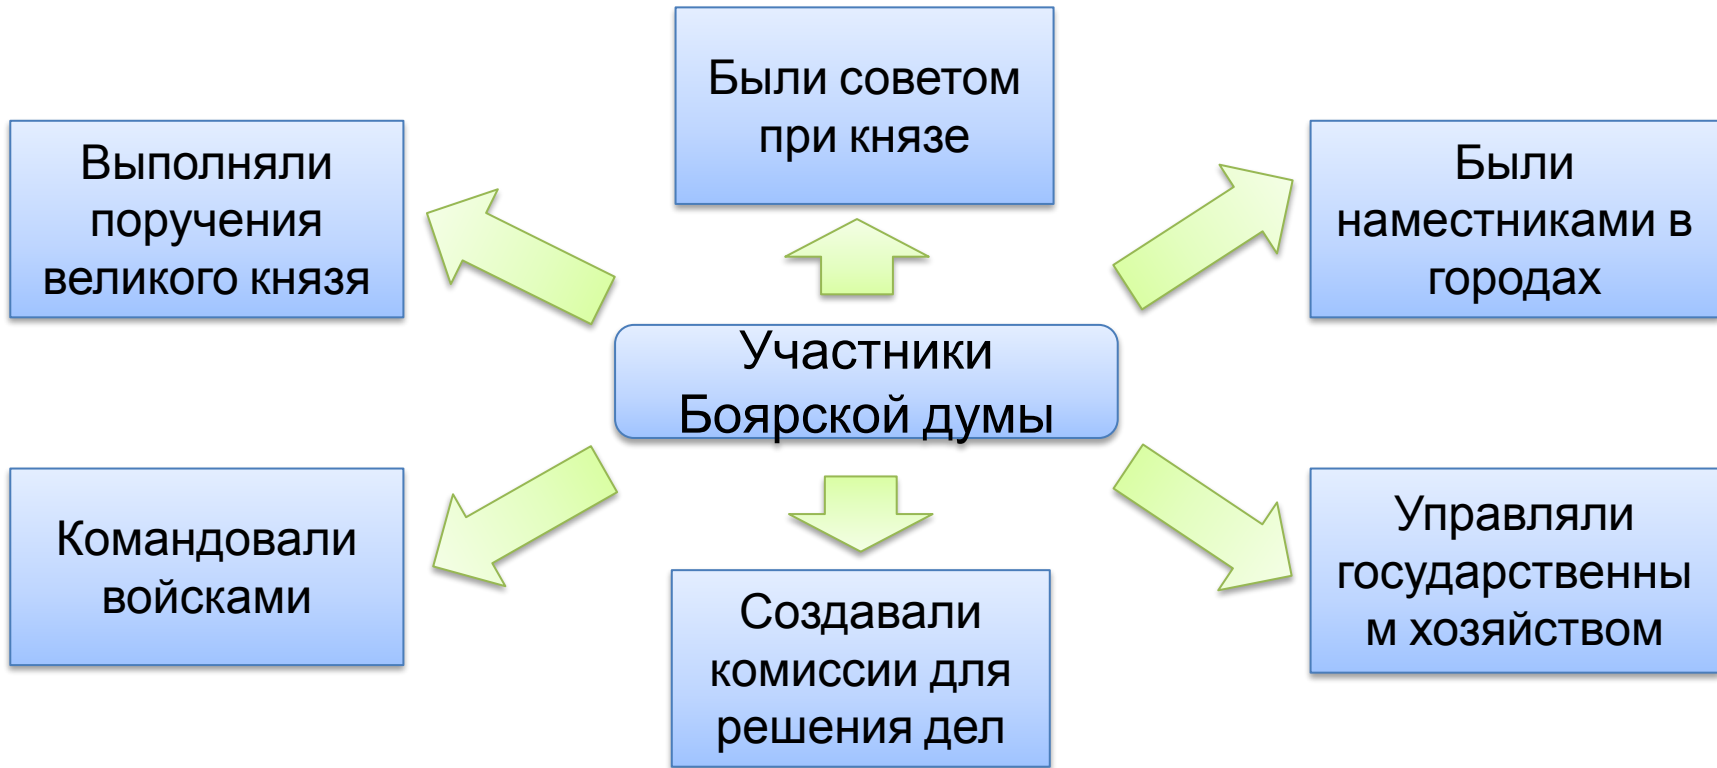 Были советом
при князе
Выполняли
поручения
великого князя
Были
наместниками в
городах
Участники
Боярской думы
Командовали
войсками
Создавали
комиссии для
решения дел
Управляли
государственны
м хозяйством